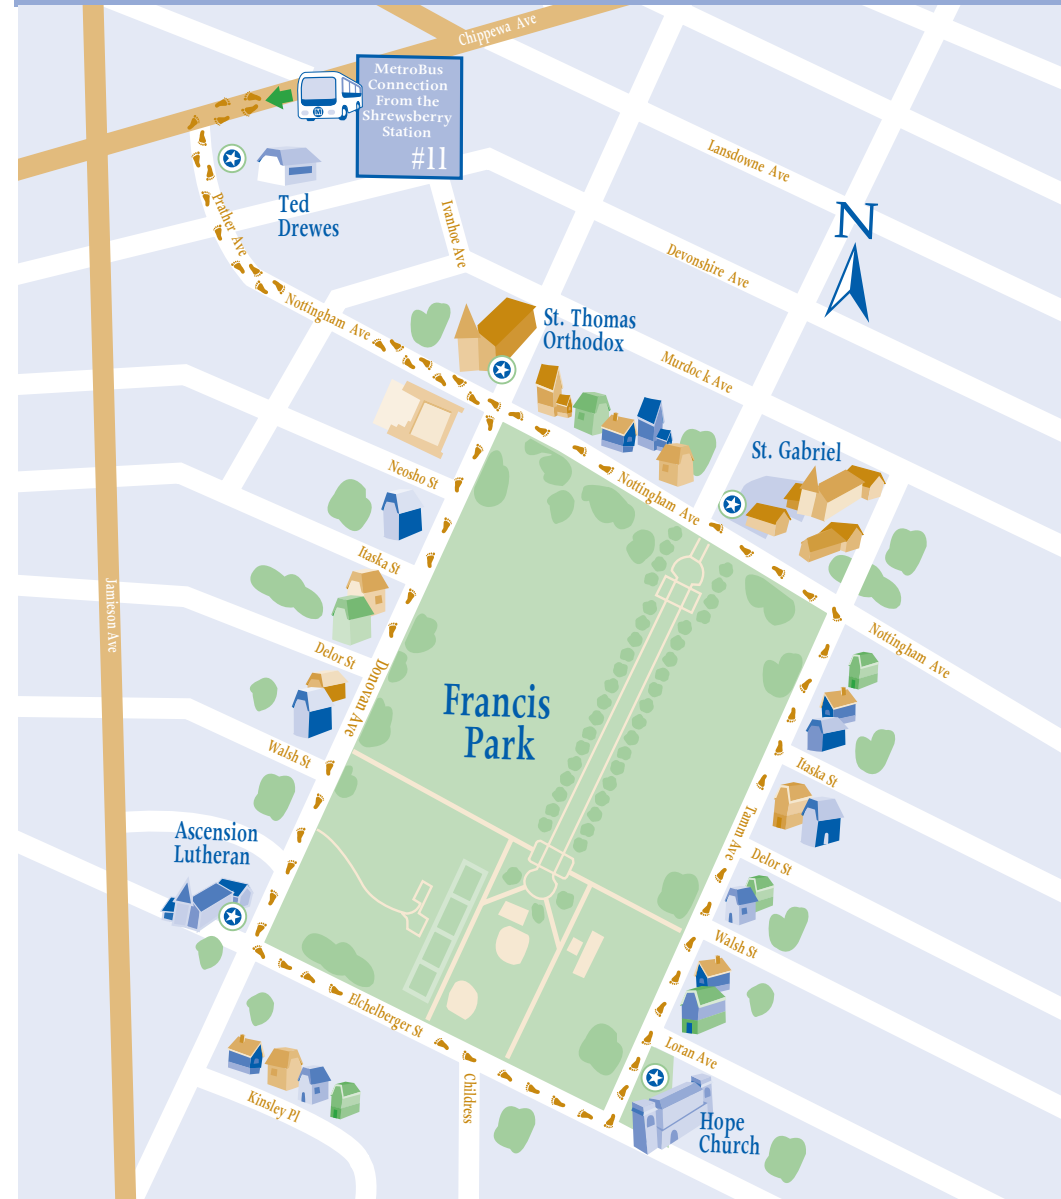 Chippewa Ave
MetroBus
Connection
From the
Shrewsberry
Station
#11
M
Lansdowne Ave
Ted
Drewes
Prather Ave
Ivanhoe Ave
N
Devonshire Ave
Nottingham Ave
St. Thomas
Orthodox
Murdoc k Ave
St. Gabriel
Neosho St
Nottingham Ave
Itaska St
Jamieson Ave
Delor St
Nottingham Ave
Donovan Ave
Francis
Park
Walsh St
Itaska St
Tamm Ave
Ascension
Lutheran
Delor St
Walsh St
Elchelberger St
Loran Ave
Kinsley Pl
Childress
Hope
Church